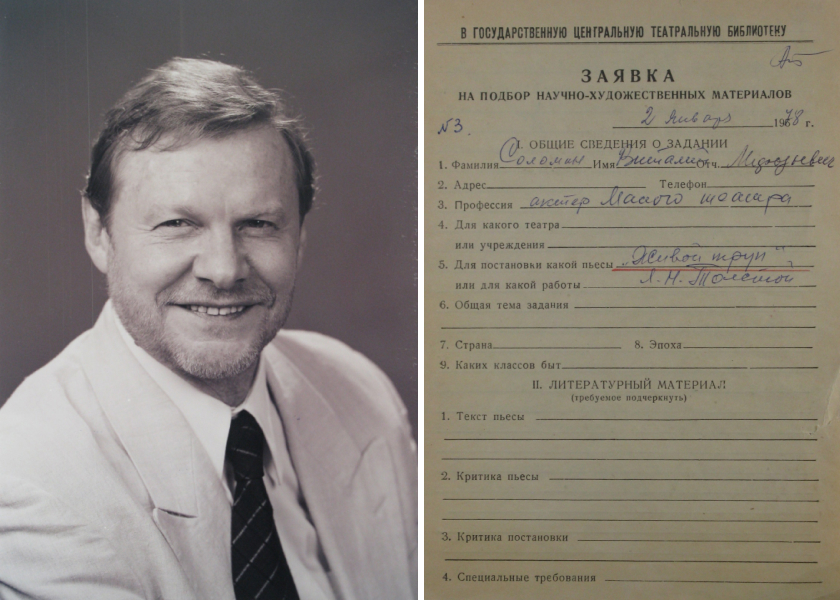 В ГОСУДАРСТВЕННУЮ ЦЕНТРАЛЬНУЮ ТЕАТРАЛЬНУЮ БИБЛИОТЕКУ
ЗАЯВКА
НА ПОДБОР НАУЧНО-ХУДОЖЕСТВЕННЫХ МАТЕРИАЛОВ
2 января 1978 г.
№3
I. ОБЩИЕ СВЕДЕНИЯ О ЗАДАНИИ
1. Фамилия Соломин Имя Виталий Отч. Мефодьевич
2. Адрес Телефон
3. Профессия актер Малого театра
4. Для какого театра
или учреждения
5. Для постановки какой пьесы „Живой труп"
или для какой работы Л. Н. Толстой
6. Общая тема задания
7. Страна 8. Эпоха
9. Каких классов быт
II. ЛИТЕРАТУРНЫЙ МАТЕРИАЛ
(требуемое подчеркнуть)
1. Текст пьесы
2. Критика пьесы
3. Критика постановки
4. Специальные требования